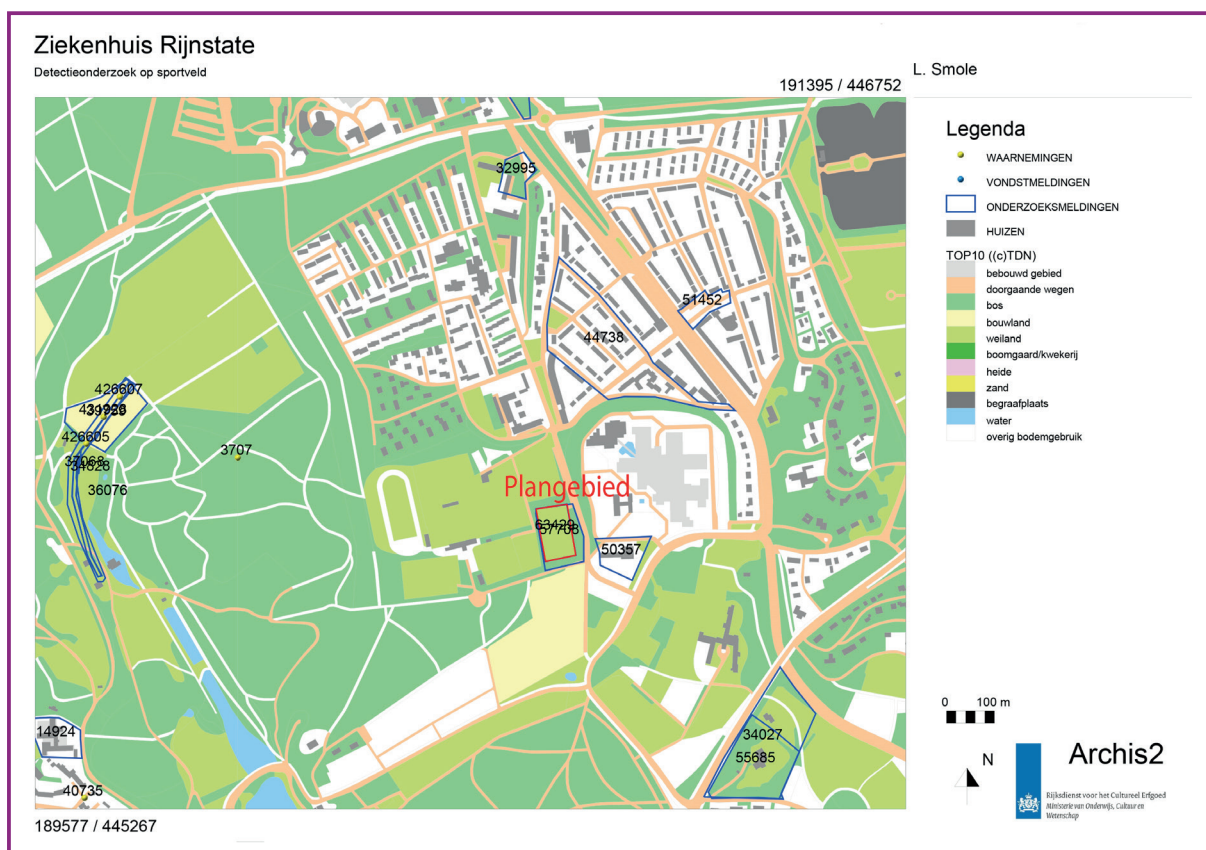 Ziekenhuis Rijnstate
Detectieonderzoek op sportveld
L. Smole
191395 / 446752
32995
51452
44738
426607
426605
36076
3707
Plangebied
63429
57708
50357
14924
40735
34027
55685
189577 / 445267
Legenda
WAARNEMINGEN
VONDSTMELDINGEN
ONDERZOEKSMELDINGEN
HUIZEN
TOP10 ((c)TDN)
bebouwd gebied
doorgaande wegen
bos
bouwland
weiland
boomgaard/kwekerij
heide
zand
begraafplaats
water
overig bodemgebruik
0 100 m
N
Archis2
Rijksdienst voor het Cultureel Erfgoed
Ministerie van Onderwijs, Cultuur en
Wetenschap